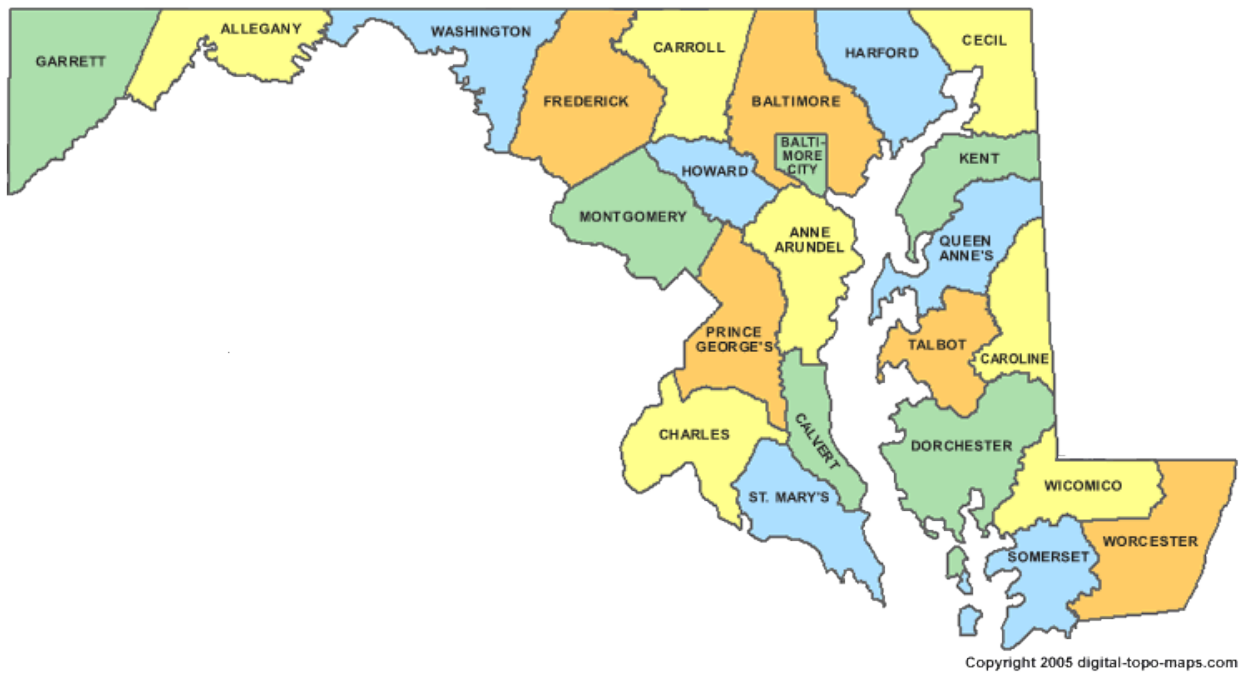 GARRETT
ALLEGANY
WASHINGTON
FREDERICK
CARROLL
BALTIMORE
HARFORD
CECIL
BALTI-
MORE
CITY
HOWARD
KENT
MONTGOMERY
ANNE
ARUNDEL
QUEEN
ANNE'S
PRINCE
GEORGE'S
TALBOT
CAROLINE
CHARLES
CALVERT
DORCHESTER
ST. MARY'S
WICOMICO
SOMERSET
WORCESTER
Copyright 2005 digital-topo-maps.com